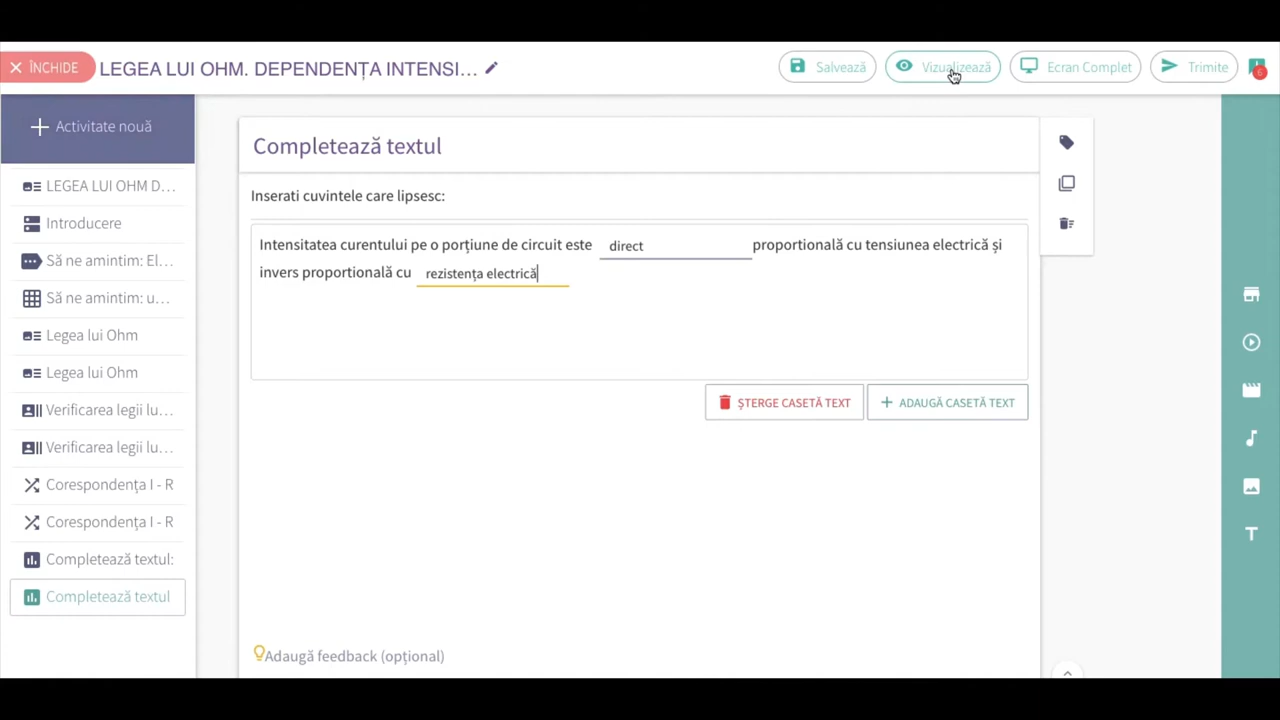 ÎNCHIDE
LEGEA LUI OHM. DEPENDENȚA INTENSI...
Salvează
Vizualizează
Ecran Complet
Trimite
6
Activitate nouă
LEGEA LUI OHM D...
Introducere
Să ne amintim: El...
Să ne amintim: u...
Legea lui Ohm
Legea lui Ohm
Verificarea legii lu...
Verificarea legii lu...
Corespondența I - R
Corespondența I - R
Completează textul:
Completează textul
Completează textul
Inserati cuvintele care lipsesc:
Intensitatea curentului pe o porțiune de circuit este direct proportională cu tensiunea electrică și
invers proportională cu rezistența electrică
ȘTERGE CASETĂ TEXT
ADAUGĂ CASETĂ TEXT
Adaugă feedback (opțional)